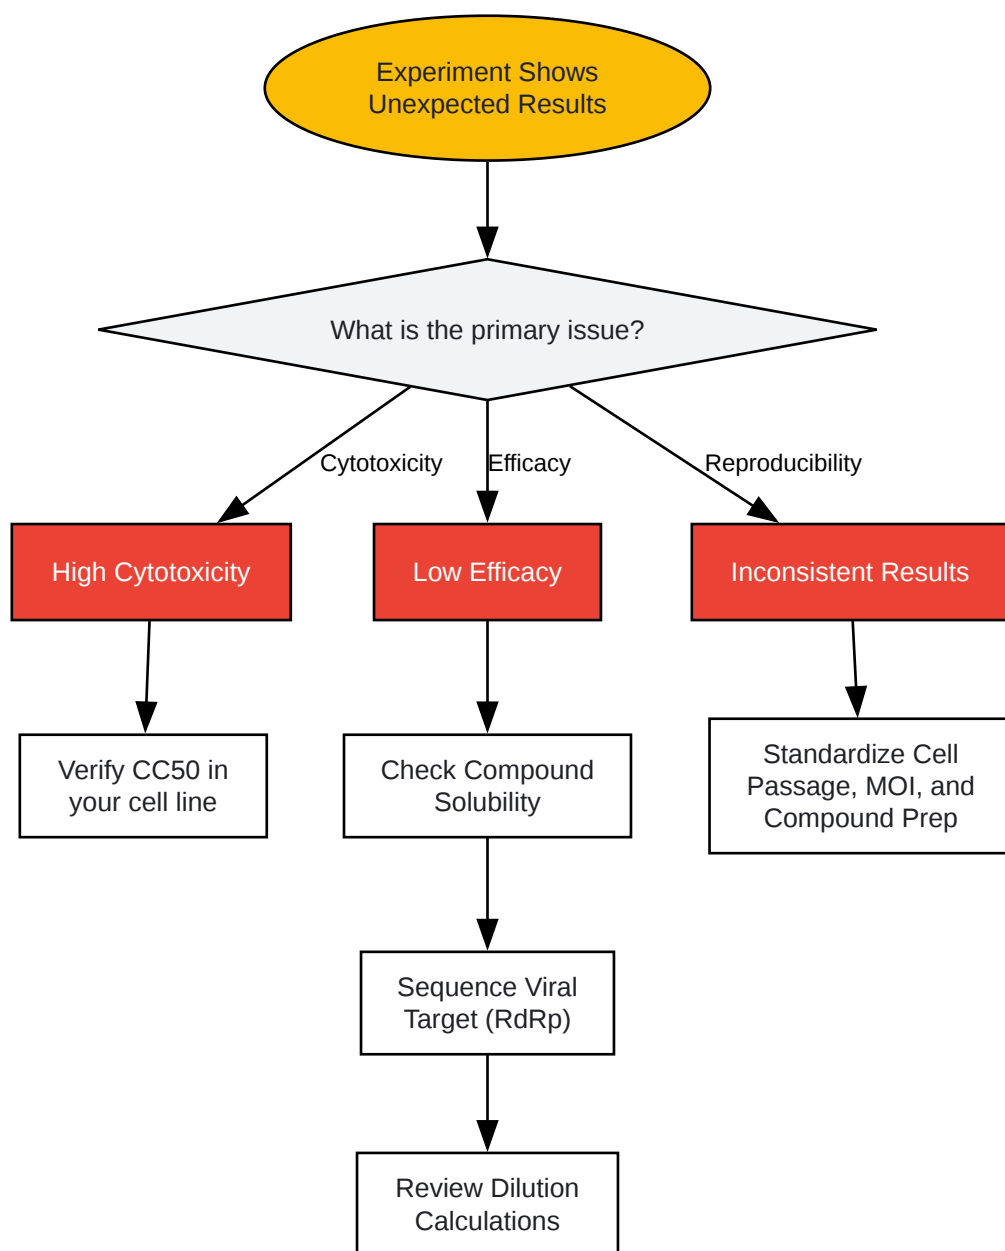 Experiment Shows
Unexpected Results
What is the primary issue?
Cytotoxicity
Efficacy
Reproducibility
High Cytotoxicity
Low Efficacy
Inconsistent Results
Verify CC50 in
your cell line
Check Compound
Solubility
Standardize Cell
Passage, MOI, and
Compound Prep
Sequence Viral
Target (RdRp)
Review Dilution
Calculations